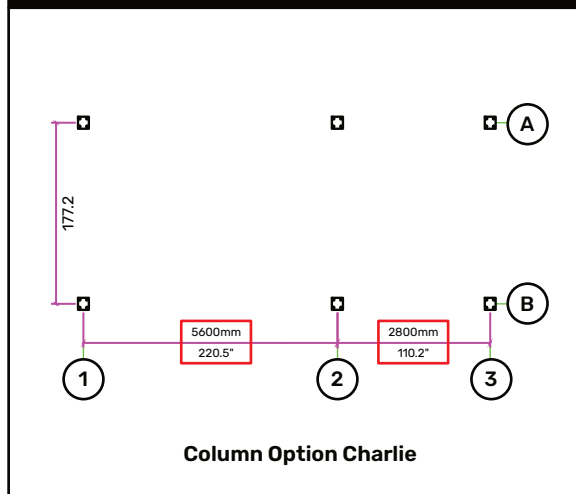 A
177.2
B
5600mm
220.5"
2800mm
110.2"
1
2
3
Column Option Charlie